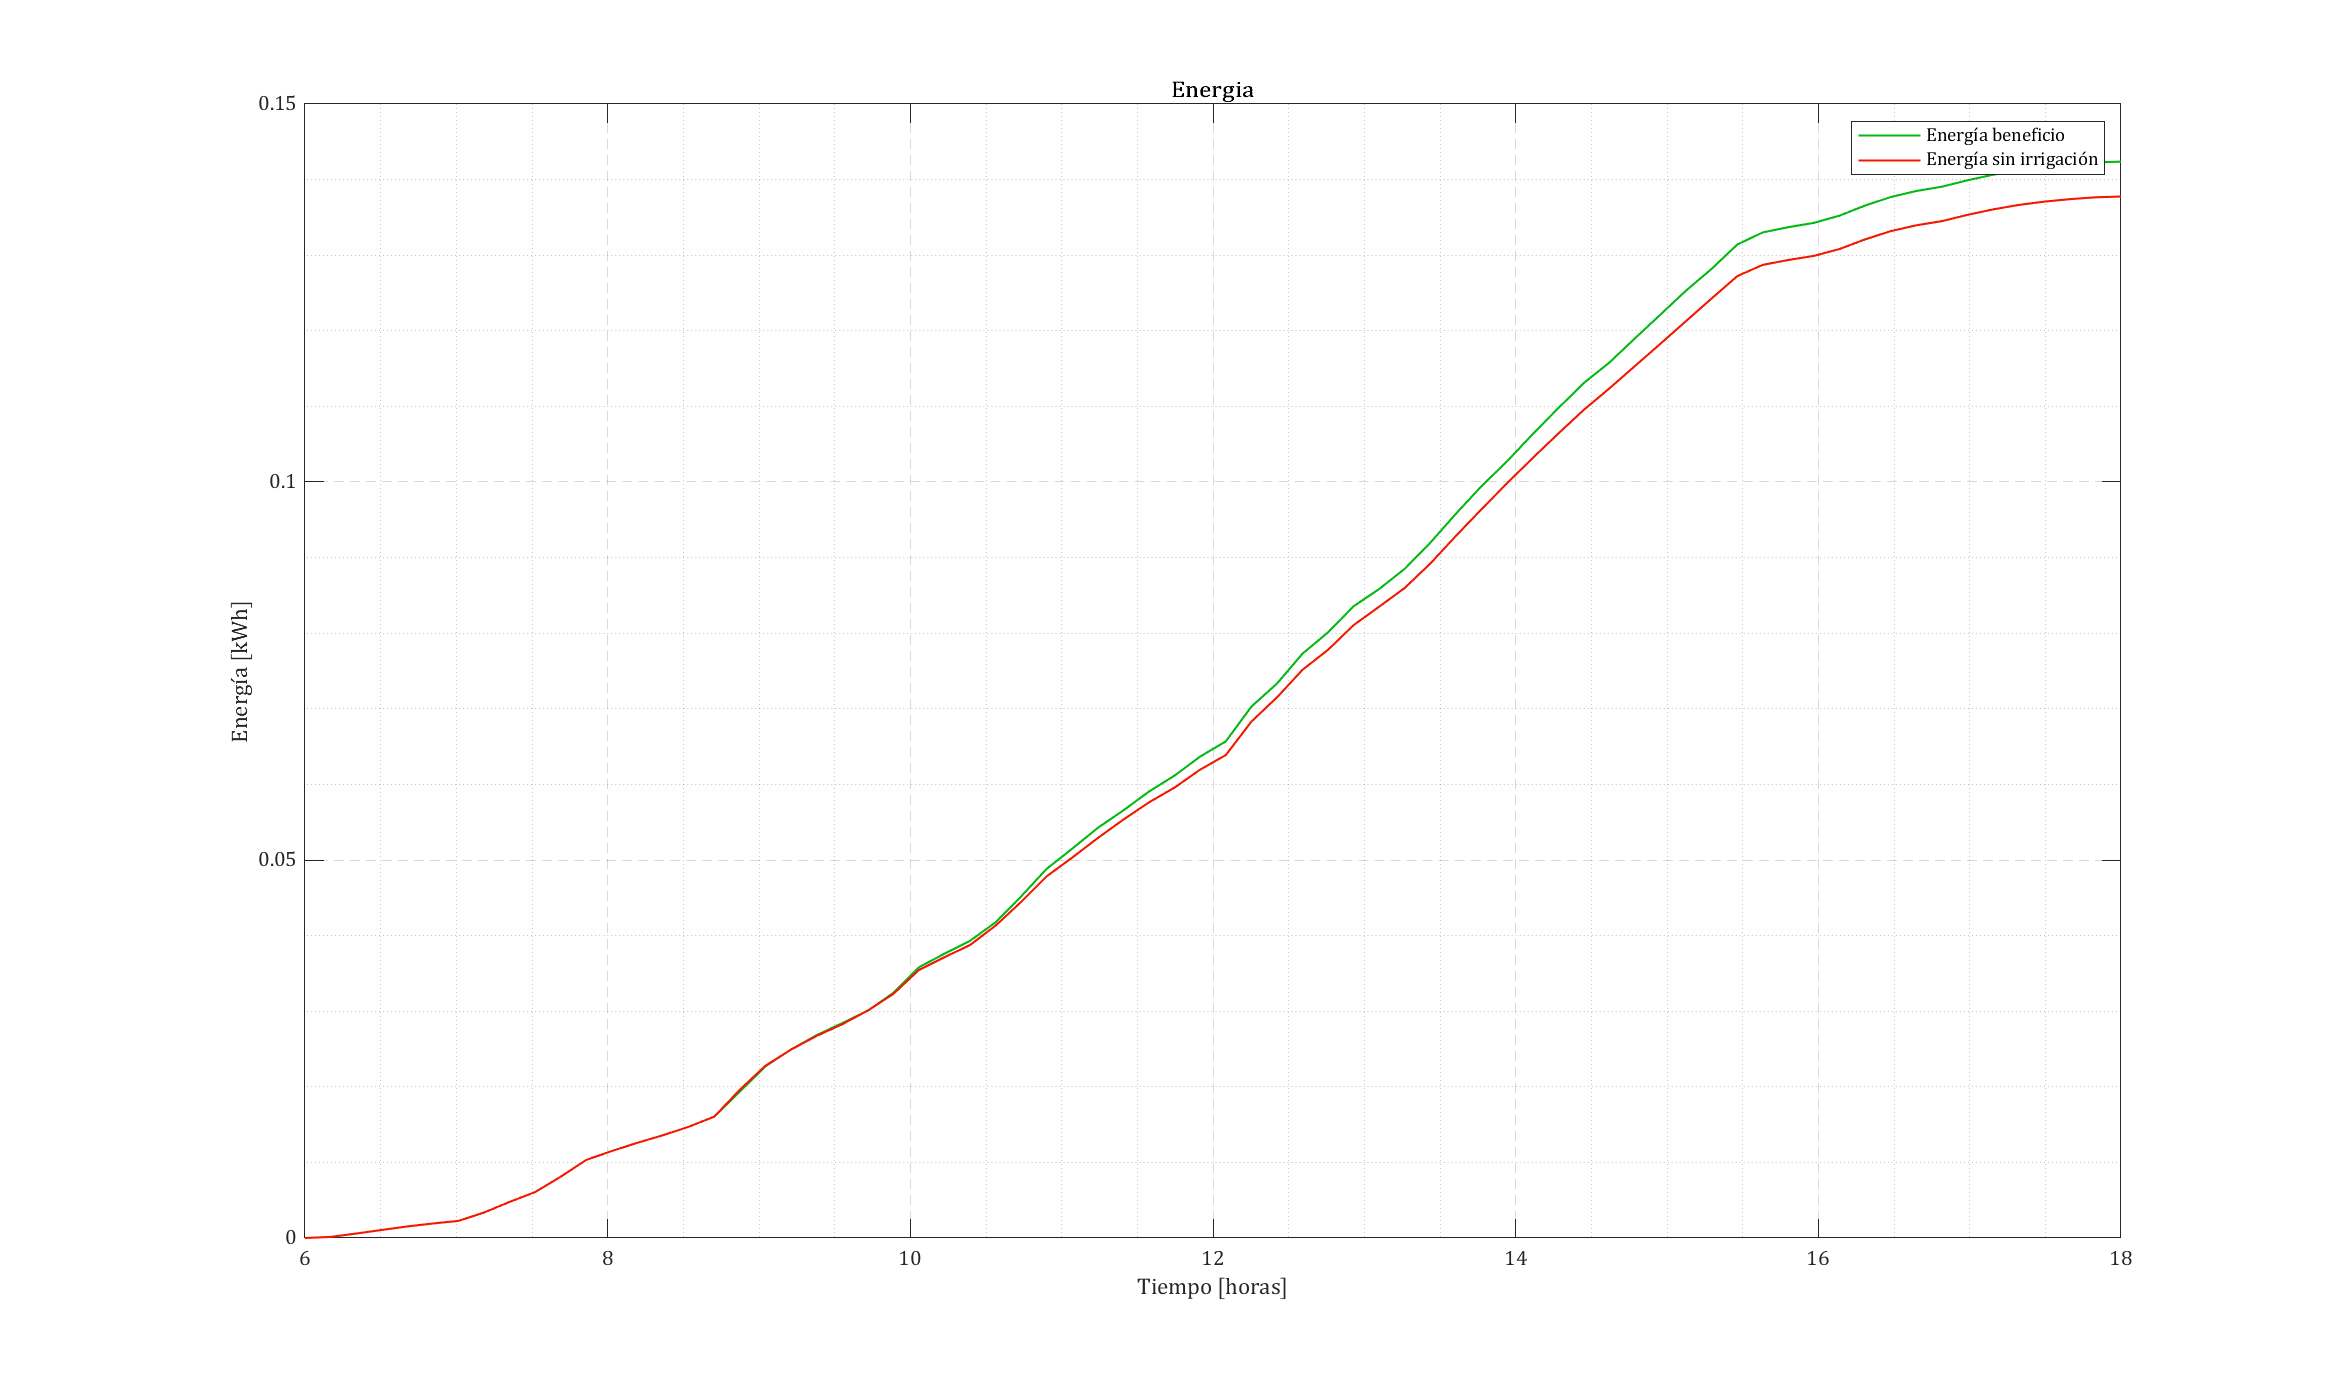 Energia
0.15
0.1
0.05
0
Energía [kWh]
Energía beneficio
Energía sin irrigación
6 8 10 12 14 16 18
Tiempo [horas]